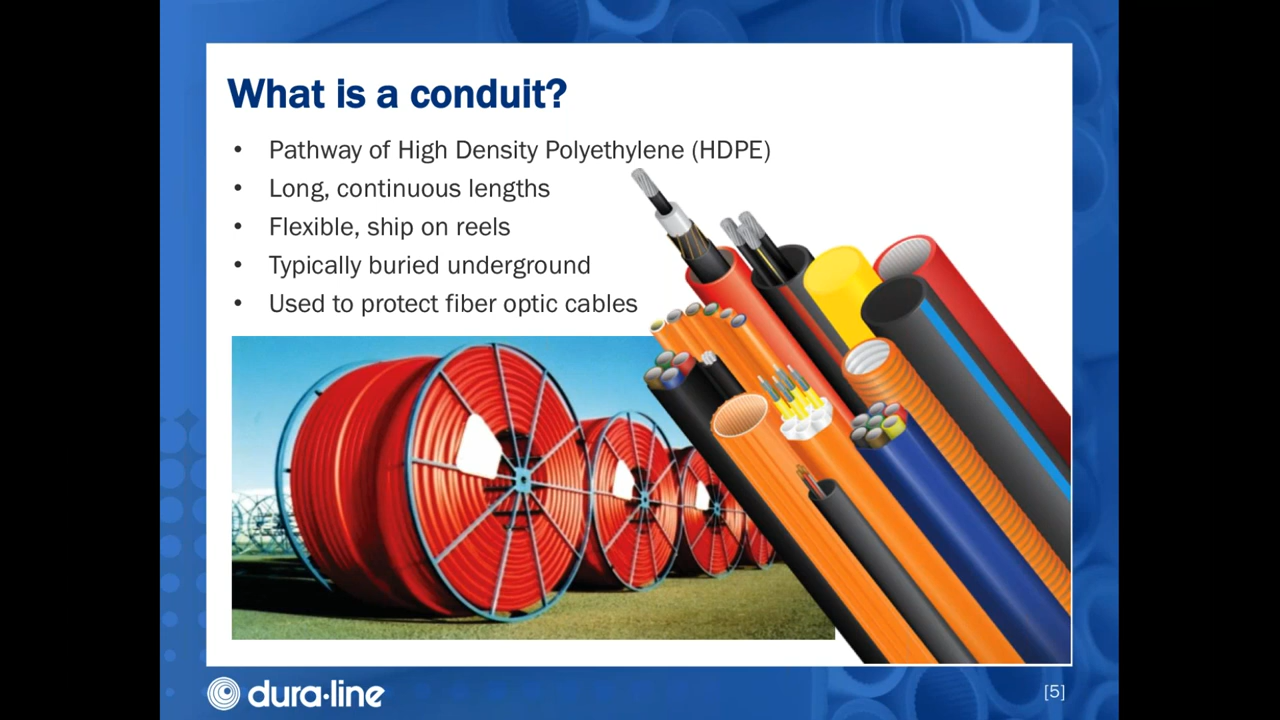 What is a conduit?
• Pathway of High Density Polyethylene (HDPE)
• Long, continuous lengths
• Flexible, ship on reels
• Typically buried underground
• Used to protect fiber optic cables
dura·line
[5]